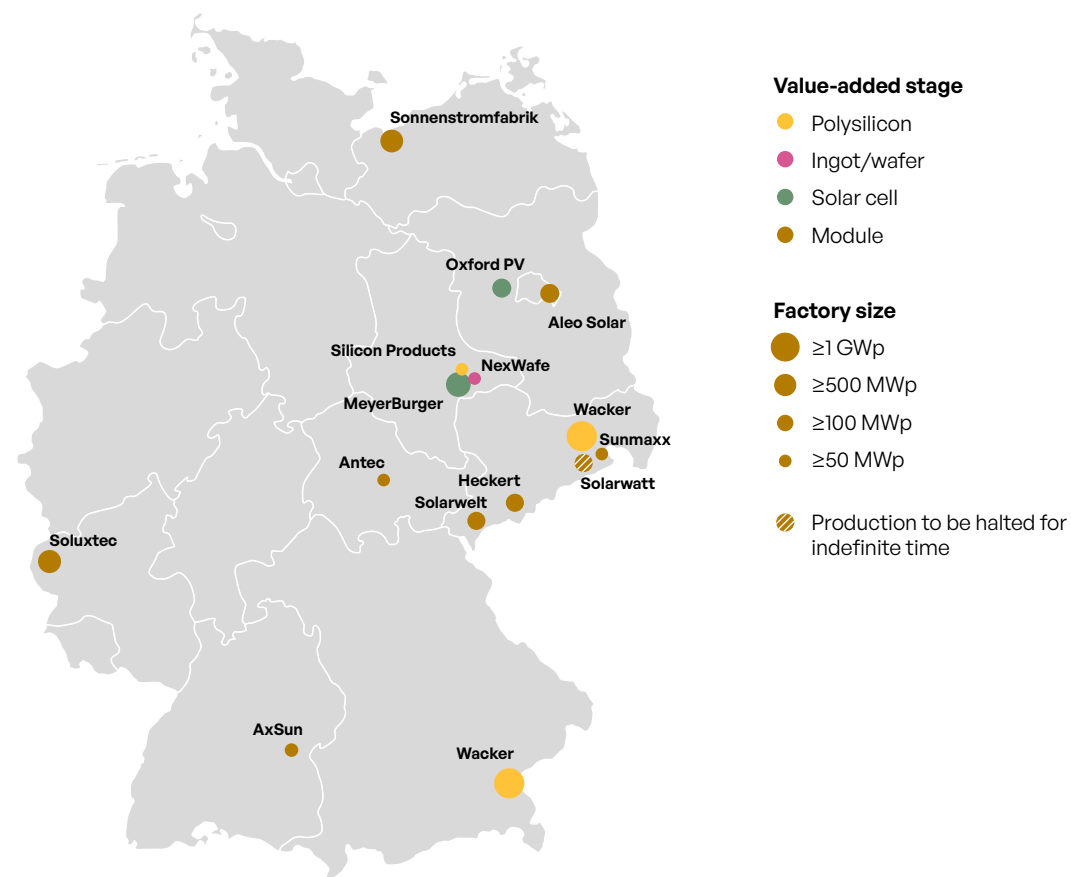 Sonnenstromfabrik
Oxford PV
Aleo Solar
Silicon Products
NexWafe
MeyerBurger
Wacker
Sunmaxx
Solarwatt
Antec
Heckert
Solarwelt
Soluxtec
AxSun
Wacker
Value-added stage
Polysilicon
Ingot/wafer
Solar cell
Module
Factory size
≥1 GWp
≥500 MWp
≥100 MWp
≥50 MWp
Production to be halted for
indefinite time